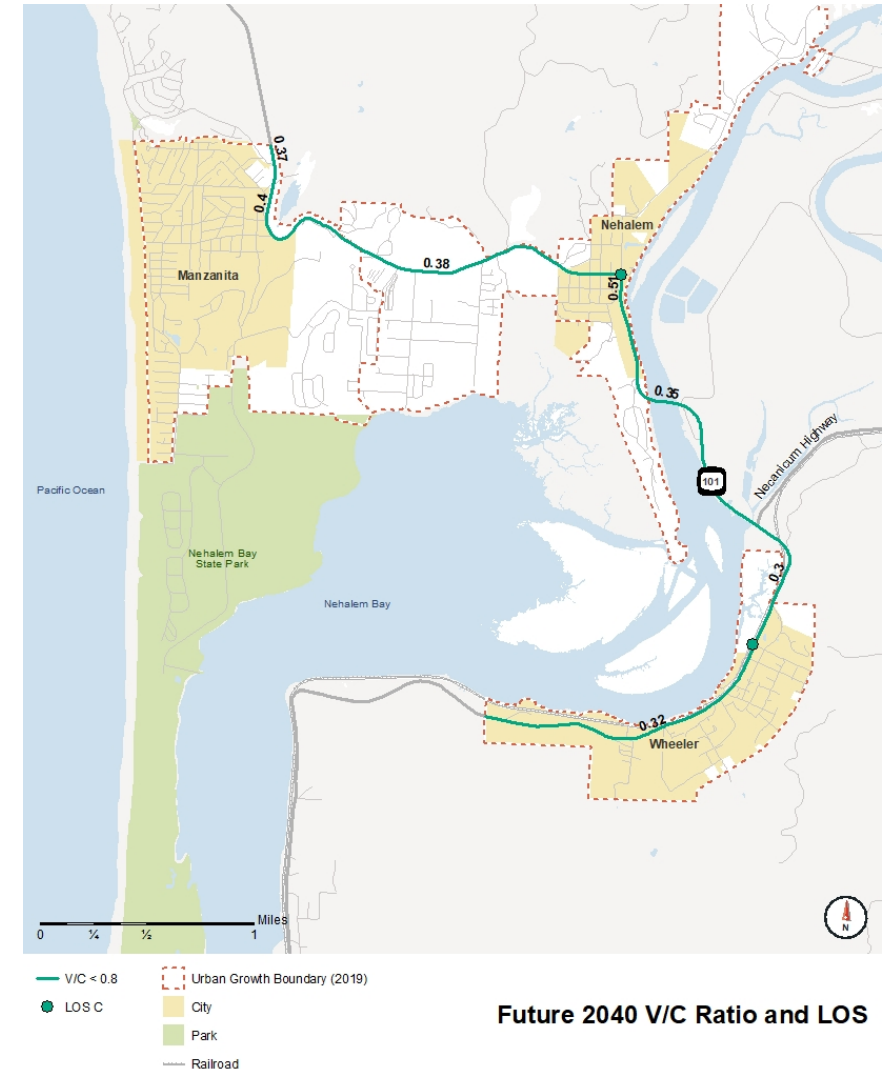 0.37
0.4
Manzanita
0.38
Nehalem
0.51
0.35
101
Necanicum Highway
Pacific Ocean
Nehalem Bay
State Park
Nehalem Bay
0.3
0.32
Wheeler
Miles
0 ¼ ½ 1
N
V/C < 0.8
LOS C
Urban Growth Boundary (2019)
City
Park
Railroad
Future 2040 V/C Ratio and LOS